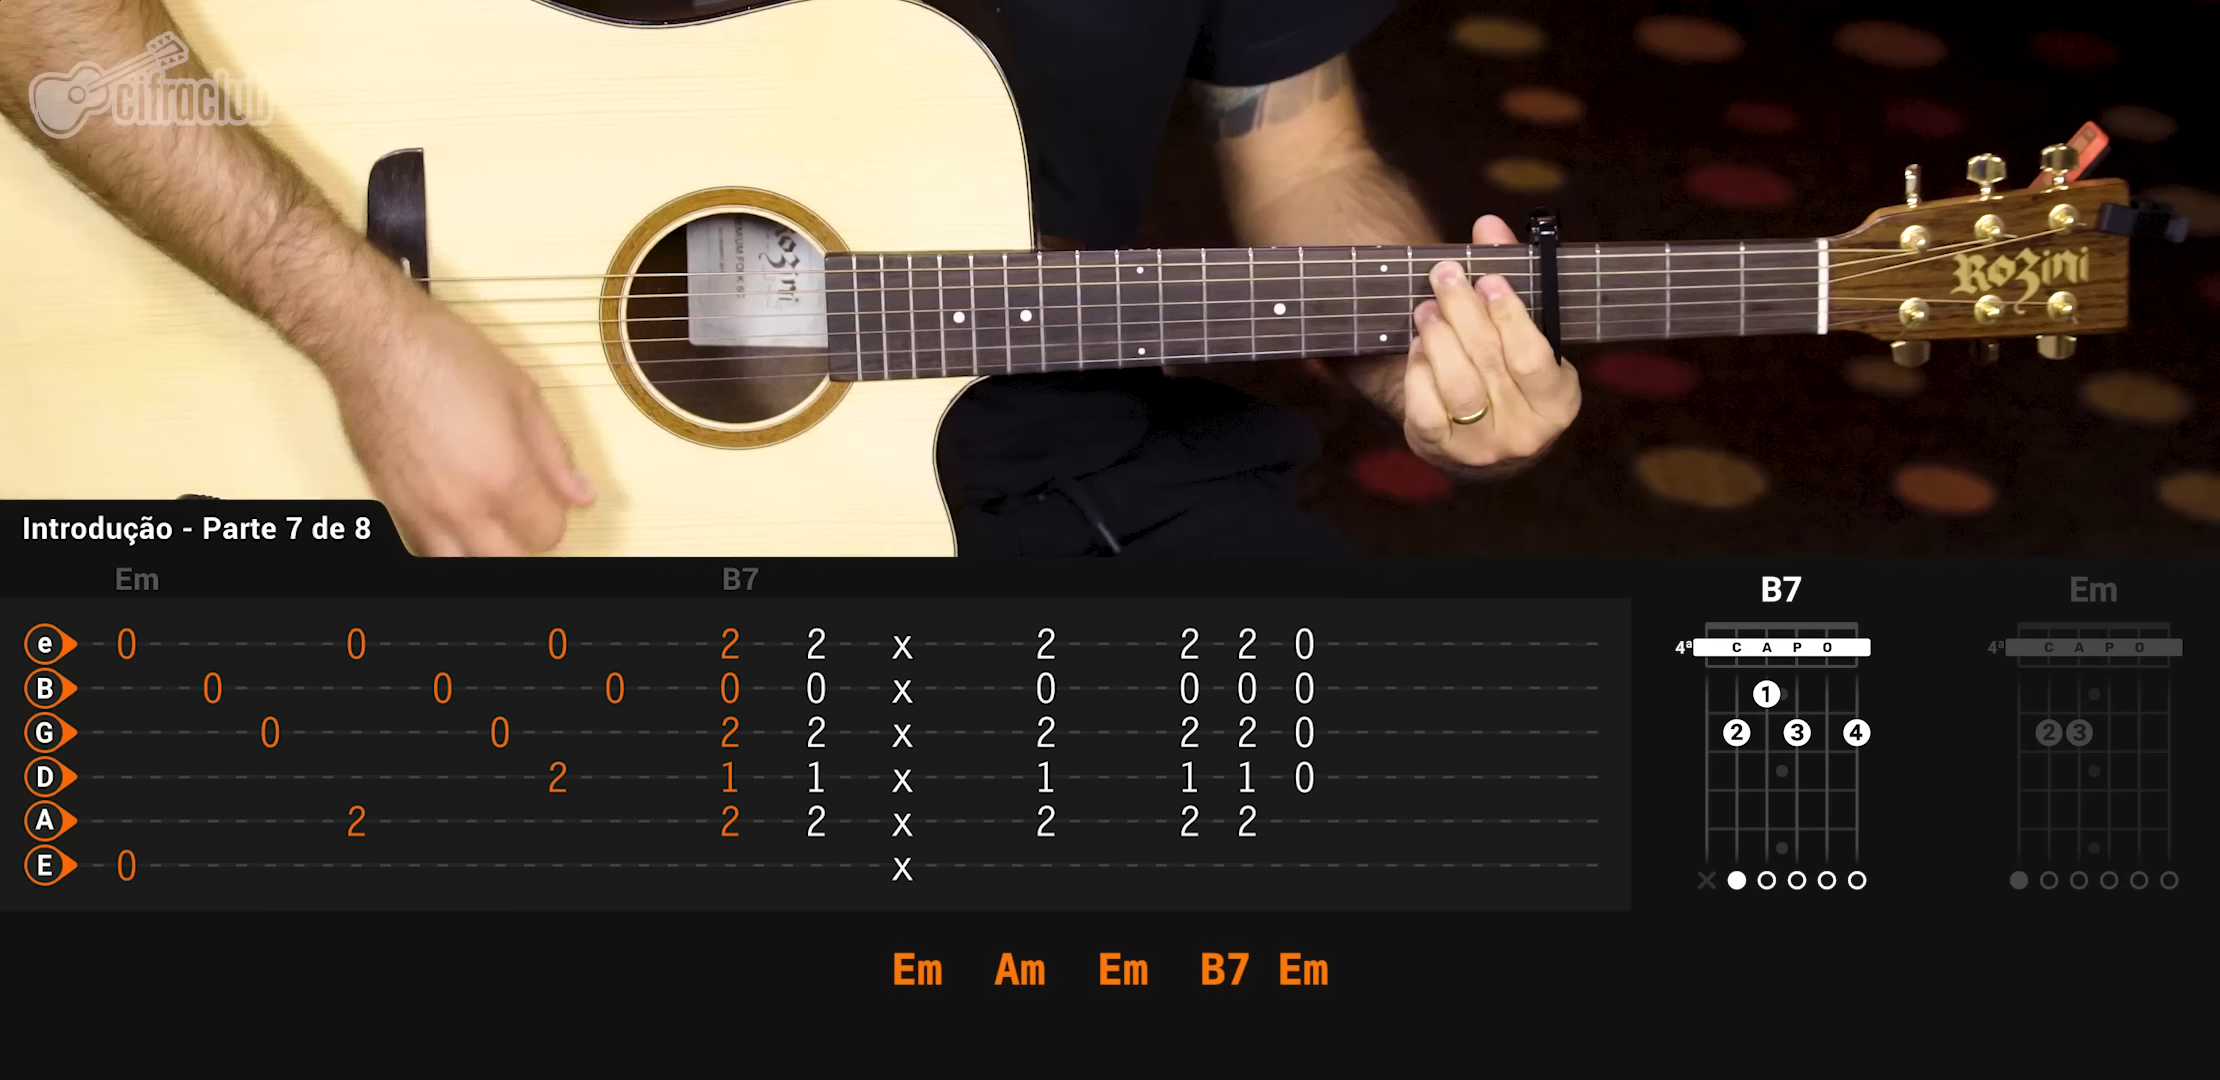 cifraclub
Rozini
Rozini
Introdução - Parte 7 de 8
Em B7
e 0 0 0 2 2 x 2 2 2 0
B 0 0 0 0 0 x 0 0 0 0
G 0 0 2 2 x 2 2 2 0
D 2 1 1 x 1 1 1 0
A 2 2 2 x 2 2 2
E 0 x
B7
4ª CAPO
1
2 3 4
Em
4ª CAPO
2 3
Em Am Em B7 Em